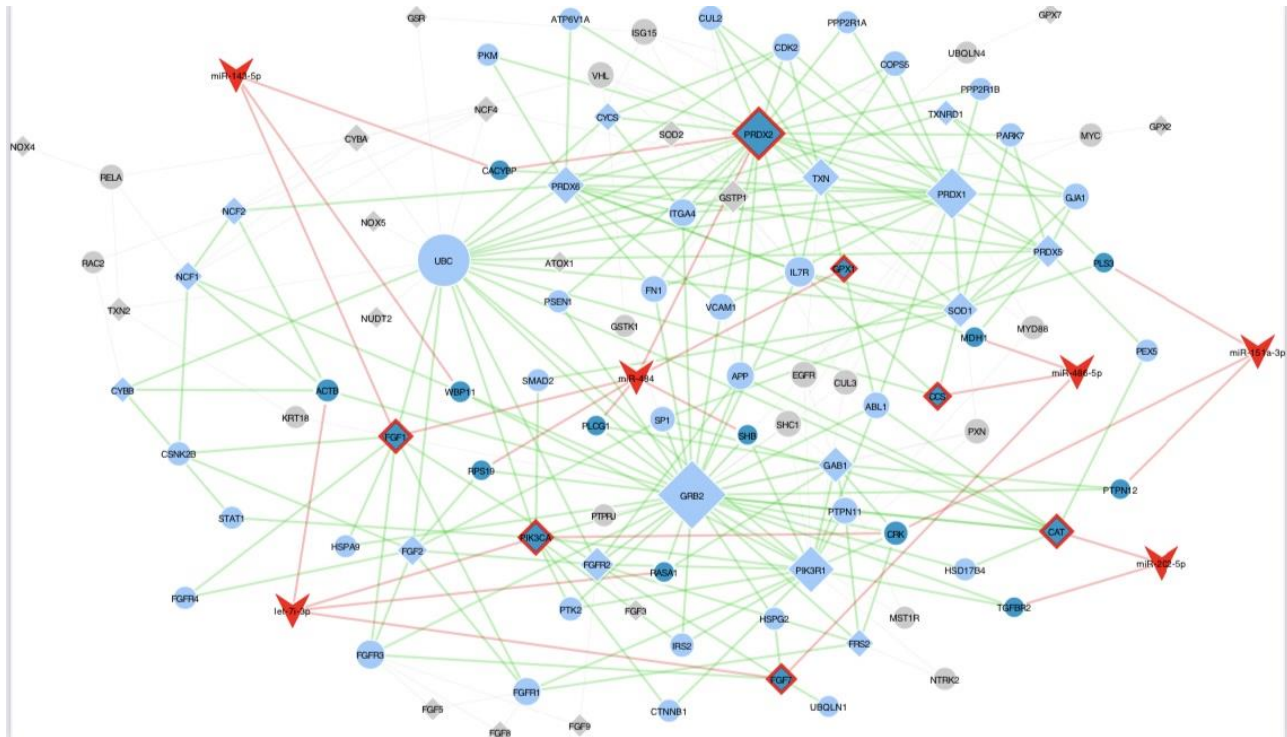 GSR
GPX7
ATP6V1A
CUL2
PPP2R1A
ISG15
CDK2
UBQLN4
PKM
COPS5
miR-143-5p
VHL
PPP2R1B
NCF4
CYCS
TXNRD1
CYBA
SOD2
PRDX2
PARK7
MYC
GPX2
NOX4
RELA
CACYBP
TXN
PRDX6
PRDX1
GSTP1
GJA1
NCF2
ITGA4
NOX5
PRDX5
UBC
RAC2
ATOX1
IL7R
GPX1
PLS3
NCF1
FN1
PSEN1
VCAM1
SOD1
TXN2
NUDT2
GSTK1
MYD88
MDH1
PEX5
miR-151a-3p
miR-486-5p
SMAD2
miR-494
APP
EGFR
CUL3
CYBB
ACTB
WBP11
CCS
ABL1
KRT18
SP1
PLCG1
SHC1
FGF1
SHB
PXN
CSNK2B
GAB1
RPS19
GRB2
PTPN12
STAT1
PTPRJ
PTPN11
PIK3CA
CRK
CAT
HSPA9
FGF2
FGFR2
RASA1
PIK3R1
HSD17B4
FGFR4
let-7i-3p
PTK2
FGF3
HSPG2
MST1R
TGFBR2
IRS2
FRS2
FGFR3
FGF7
NTRK2
FGFR1
FGF5
CTNNB1
UBQLN1
FGF9
FGF8